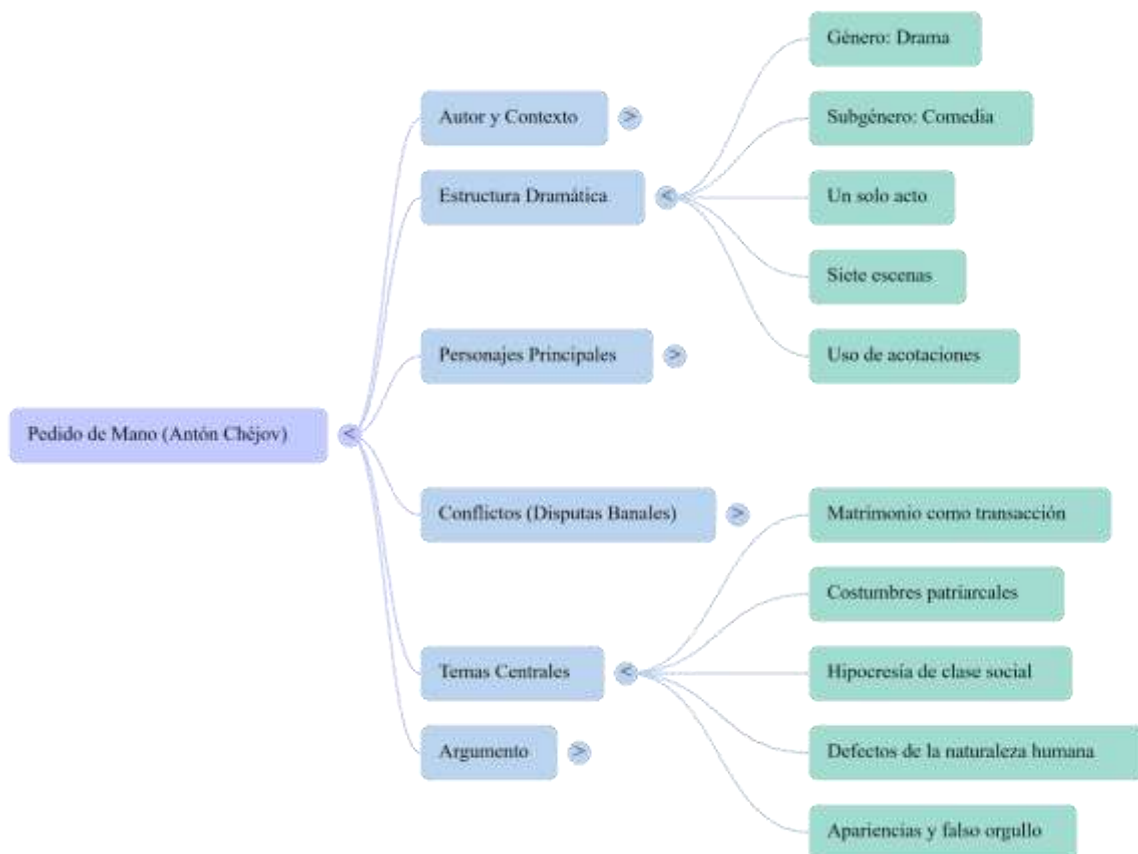 Pedido de Mano (Antón Chéjov)
<
Autor y Contexto
>
Estructura Dramática
<
Género: Drama
Subgénero: Comedia
Un solo acto
Siete escenas
Uso de acotaciones
Personajes Principales
>
Conflictos (Disputas Banales)
>
Temas Centrales
<
Matrimonio como transacción
Costumbres patriarcales
Hipocresía de clase social
Defectos de la naturaleza humana
Apariencias y falso orgullo
Argumento
>